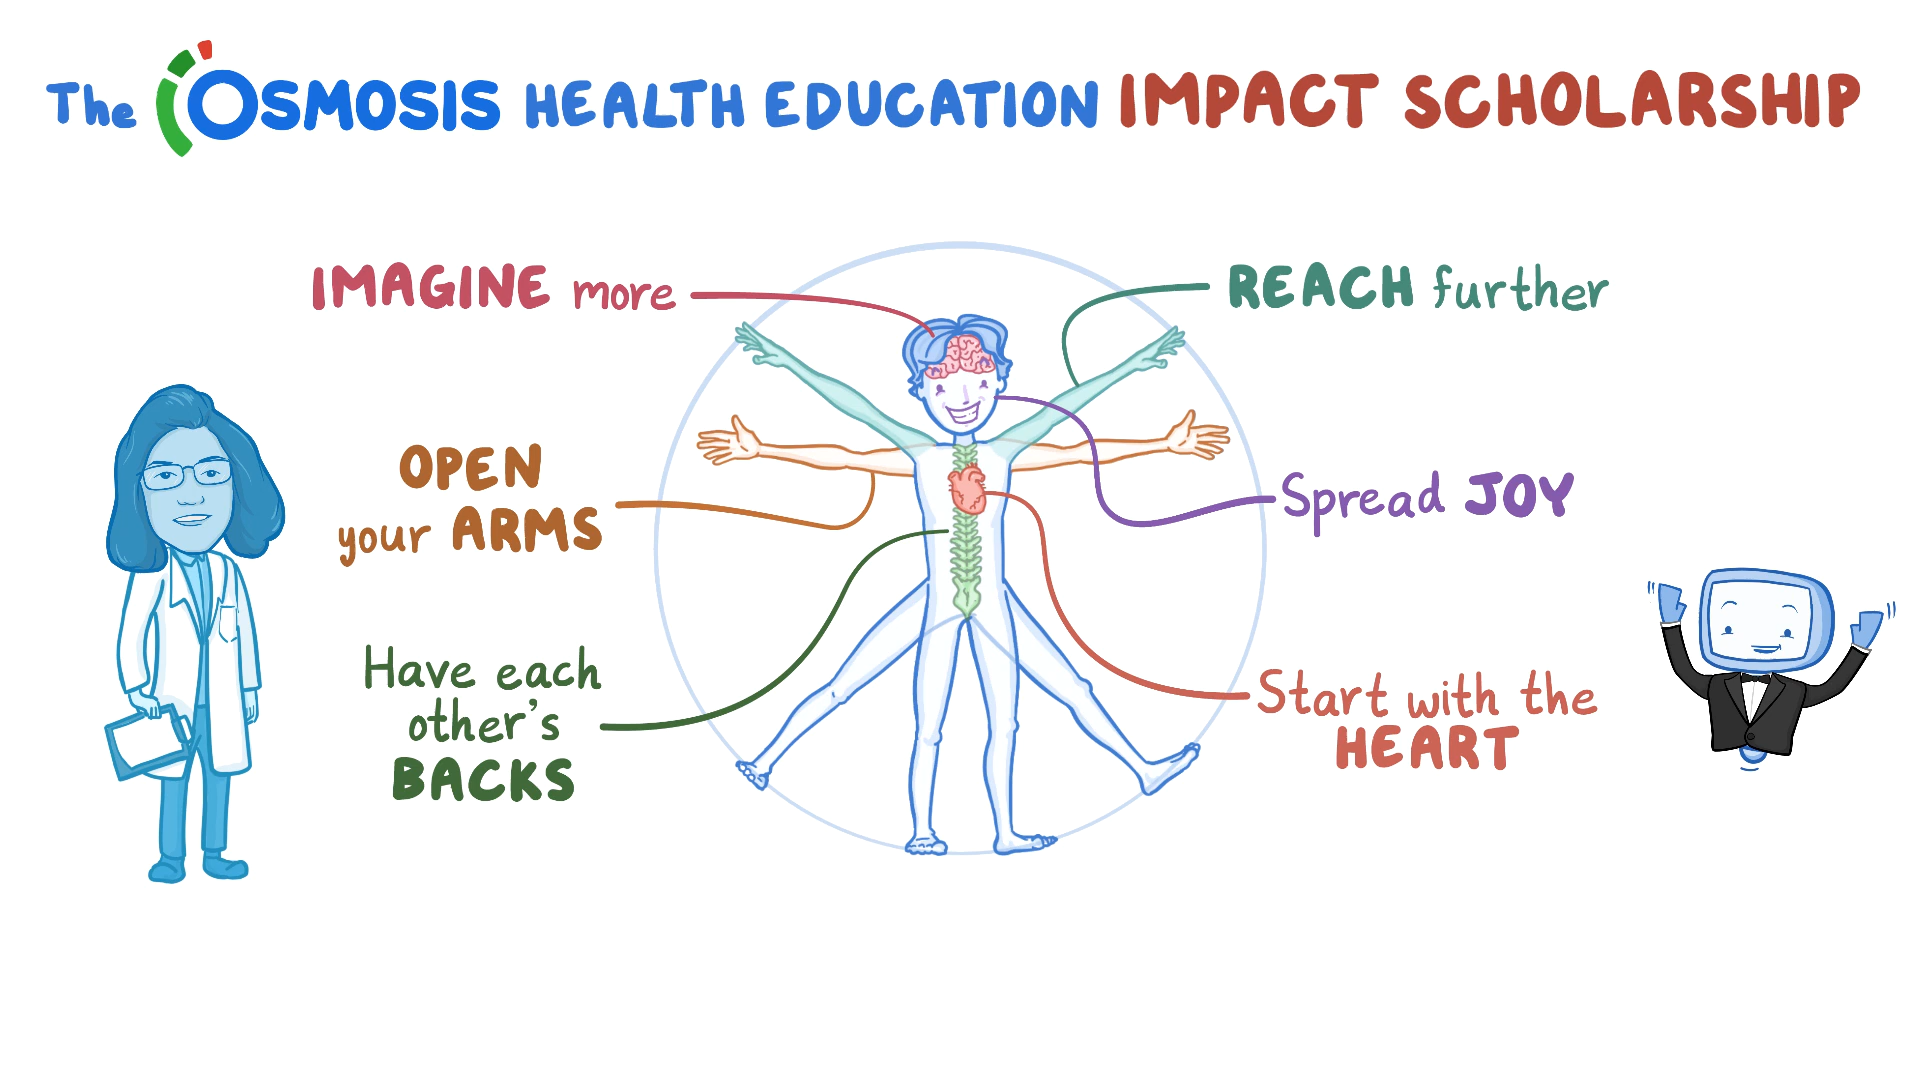 The OSMOSIS HEALTH EDUCATION IMPACT SCHOLARSHIP
IMAGINE more
REACH further
OPEN
your ARMS
Spread JOY
Have each
other's
BACKS
Start with the
HEART